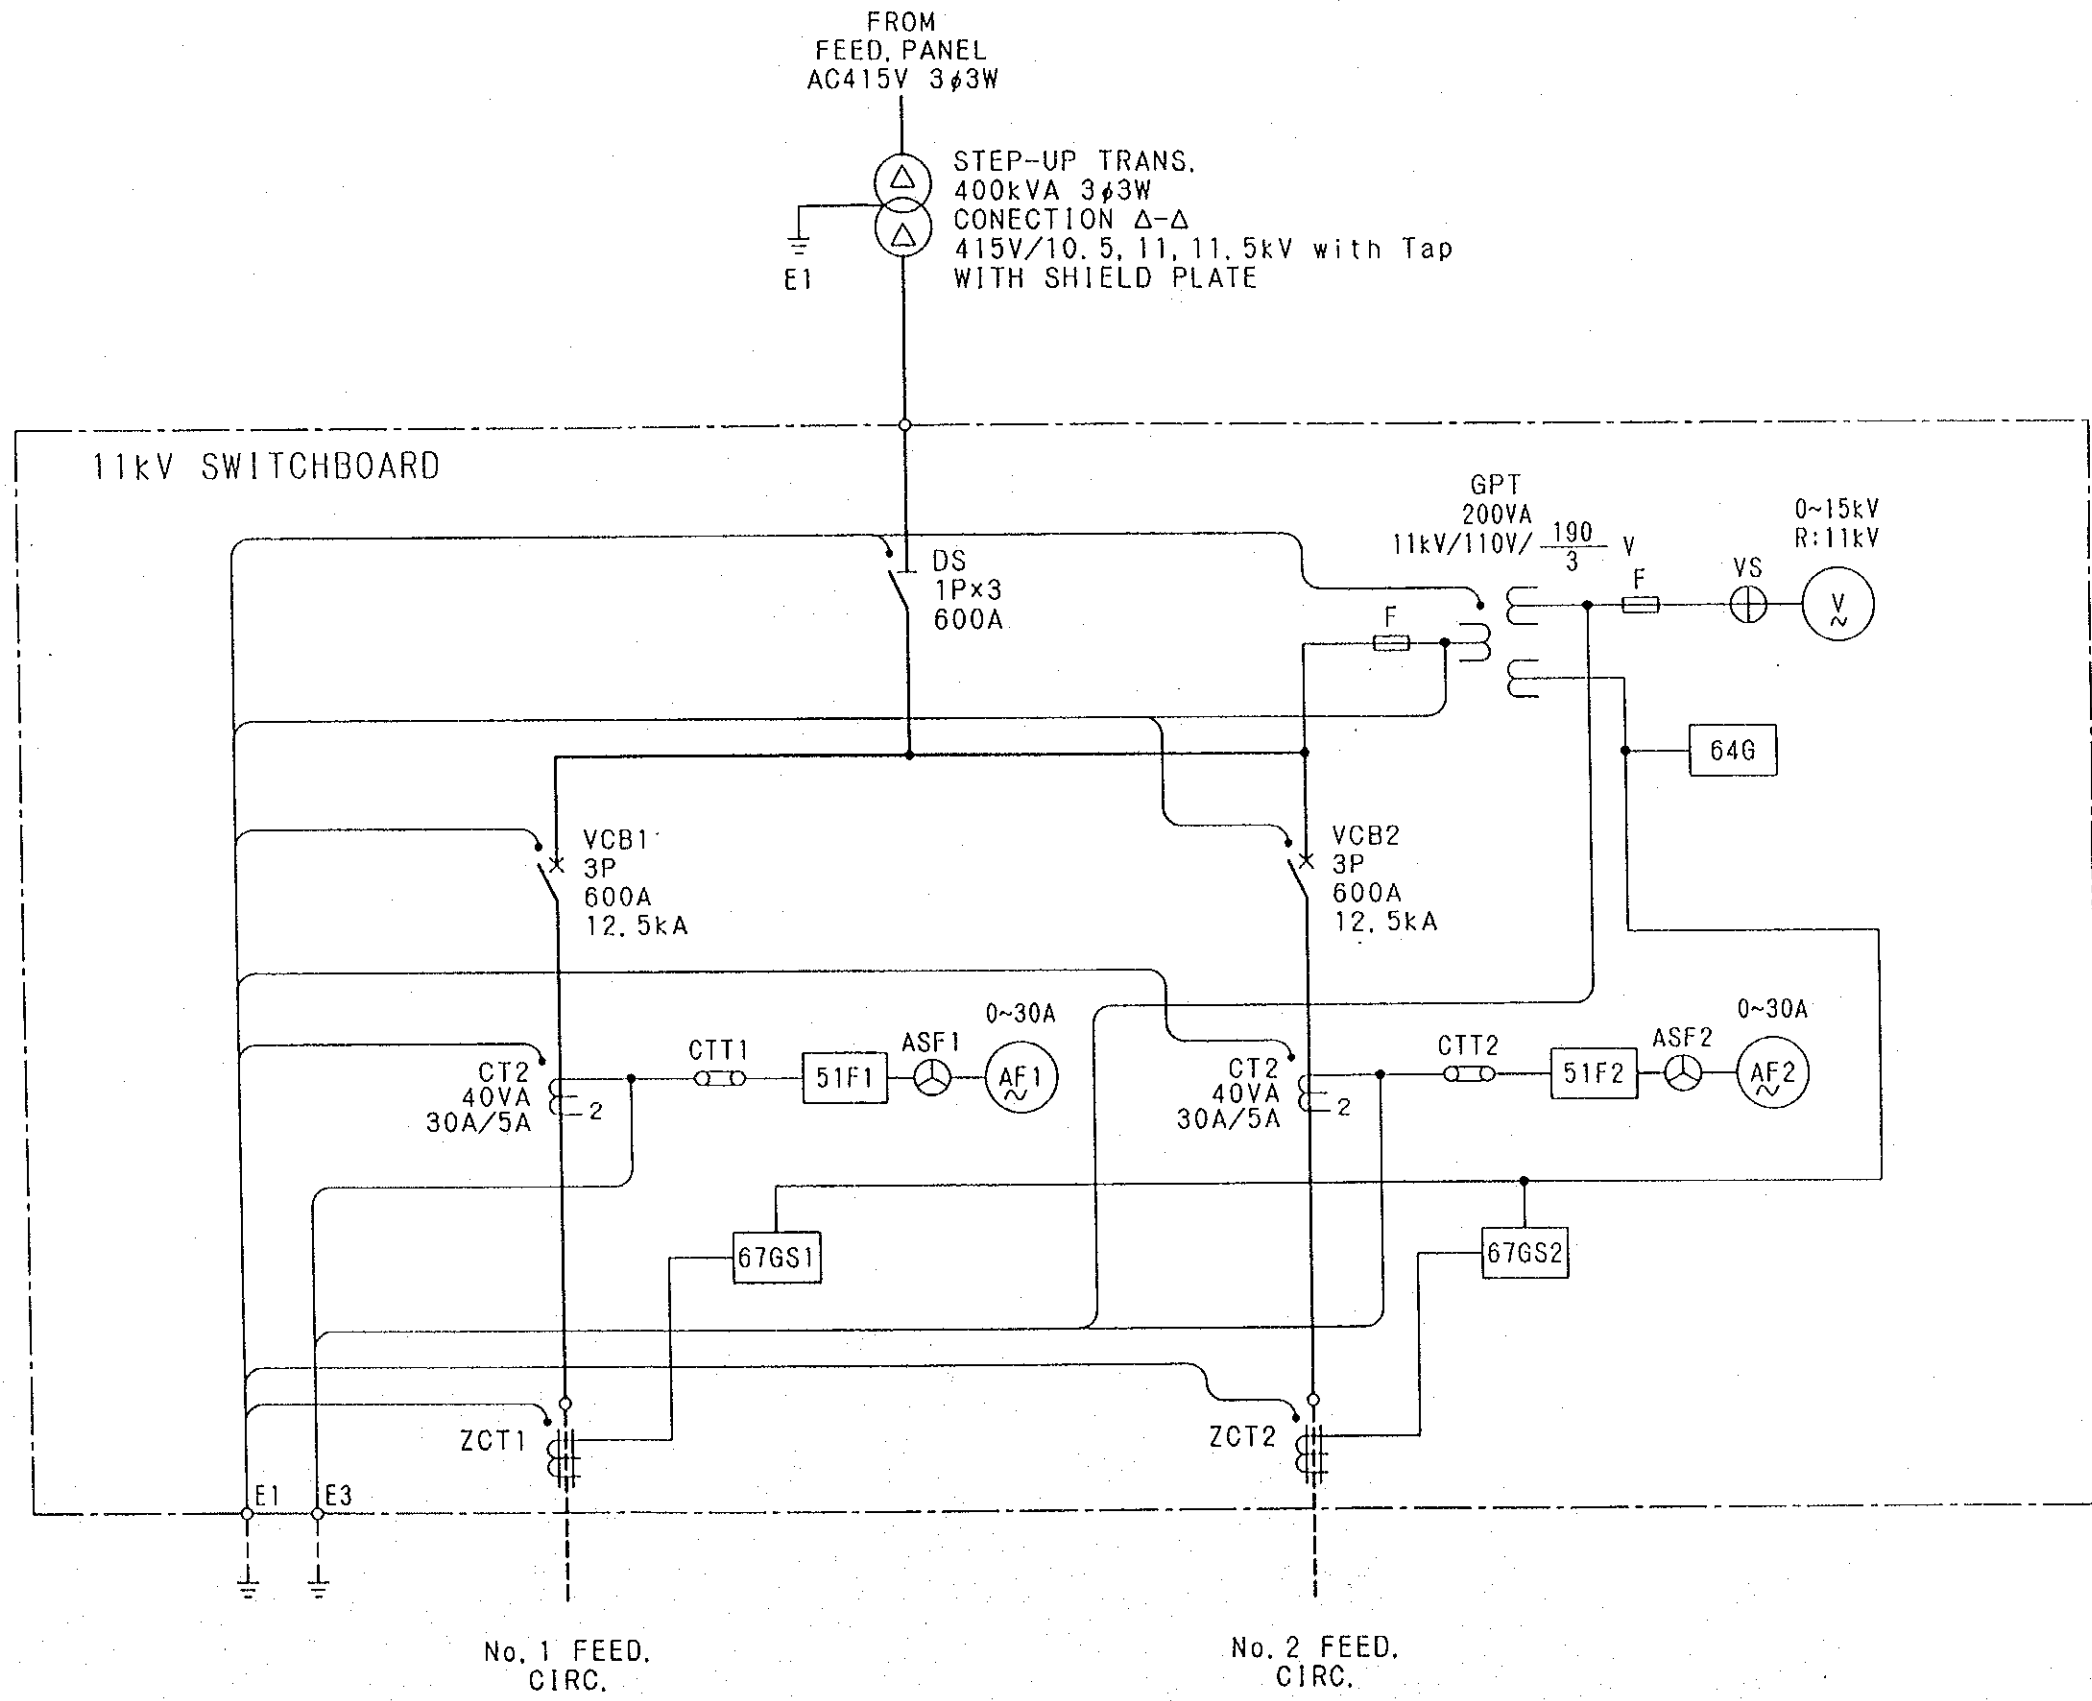 FROM
FEED. PANEL
AC415V 3φ3W
STEP-UP TRANS.
400kVA 3φ3W
CONECTION Δ-Δ
415V/10.5, 11, 11.5kV with Tap
WITH SHIELD PLATE
E1
11kV SWITCHBOARD
GPT
200VA
11kV/110V/ 190/3 V
0~15kV
R:11kV
DS
1P×3
600A
F
F
VS
V
64G
VCB1
3P
600A
12.5kA
VCB2
3P
600A
12.5kA
CT2
40VA
30A/5A
2
CTT1
51F1
ASF1
0~30A
AF1
CT2
40VA
30A/5A
2
CTT2
51F2
ASF2
0~30A
AF2
67GS1
67GS2
ZCT1
ZCT2
E1
E3
No. 1 FEED.
CIRC.
No. 2 FEED.
CIRC.